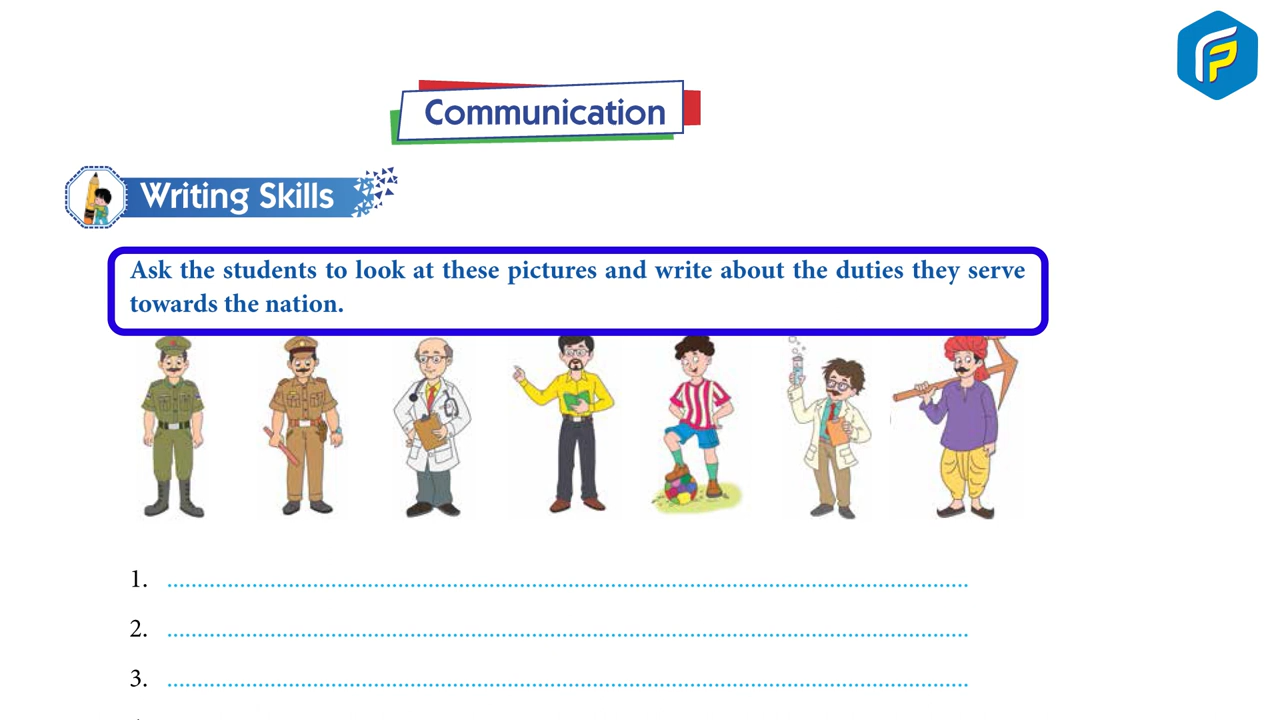 Communication
Writing Skills
Ask the students to look at these pictures and write about the duties they serve
towards the nation.
1. ........................................................................
2. ........................................................................
3. ........................................................................